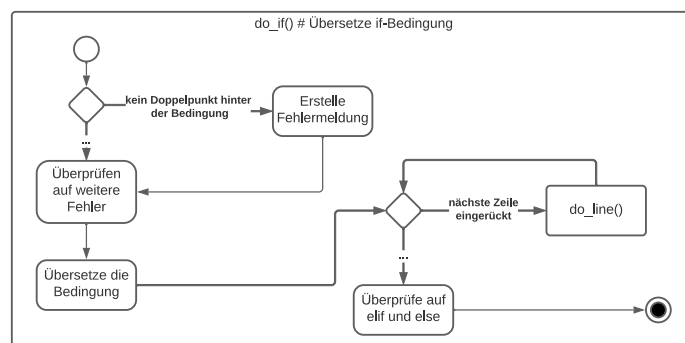 do_if() # Übersetze if-Bedingung
kein Doppelpunkt hinter
der Bedingung
Erstelle
Fehlermeldung
...
Überprüfen
auf weitere
Fehler
nächste Zeile
eingerückt
do_line()
...
Übersetze die
Bedingung
Überprüfe auf
elif und else